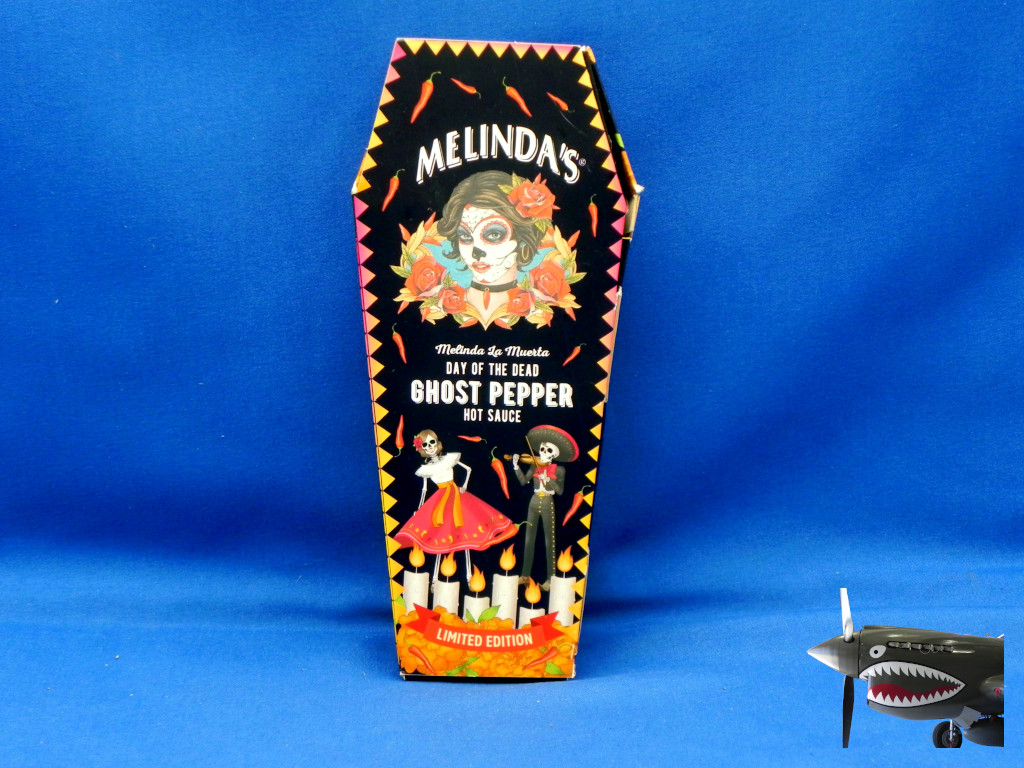 MELINDA'S®
Melinda La Muerta
DAY OF THE DEAD
GHOST PEPPER
HOT SAUCE
LIMITED EDITION